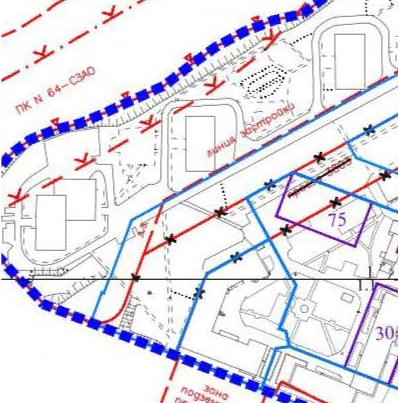 ПК N 64-СЗАО
линия застройки
75
30
зона
подзем